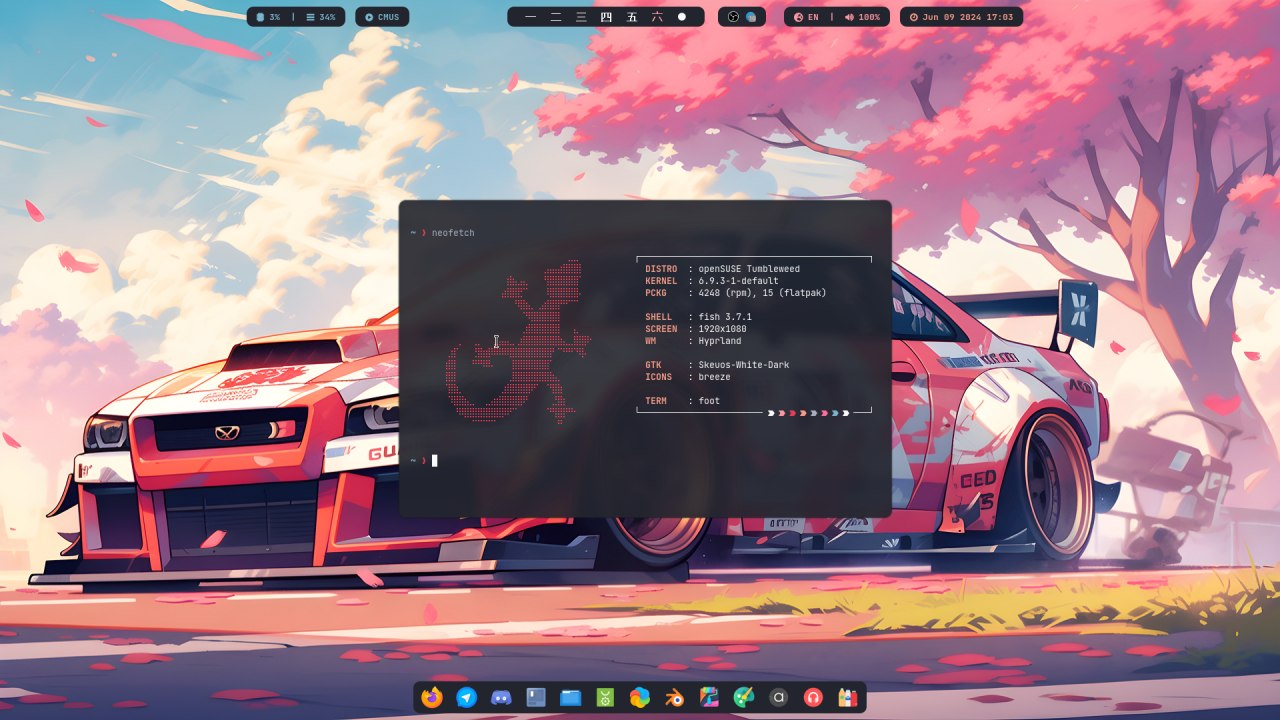 3% | 34% CMUS 一 二 三 四 五 六 EN | 100% Jun 09 2024 17:03
~ ❯ neofetch
DISTRO : openSUSE Tumbleweed
KERNEL : 6.9.3-1-default
PCKG : 4248 (rpm), 15 (flatpak)
SHELL : fish 3.7.1
SCREEN : 1920x1080
WM : Hyprland
GTK : Skeuos-White-Dark
ICONS : breeze
TERM : foot
~ ❯
GU
GED